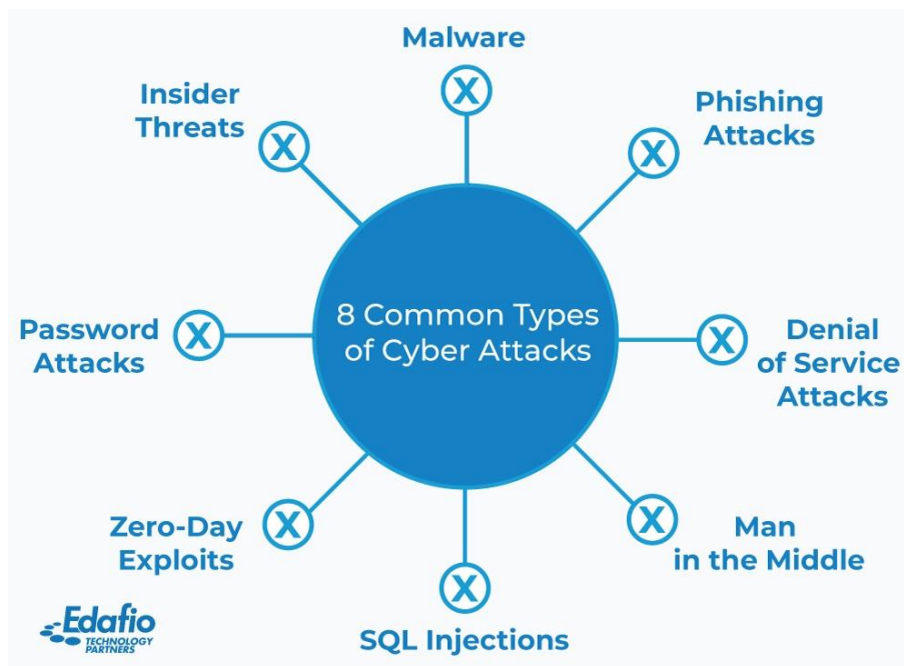 Malware
Phishing
Attacks
Denial
of Service
Attacks
Man
in the Middle
SQL Injections
Zero-Day
Exploits
Password
Attacks
Insider
Threats
8 Common Types
of Cyber Attacks
X
X
X
X
X
X
X
X
Edafio
TECHNOLOGY
PARTNERS